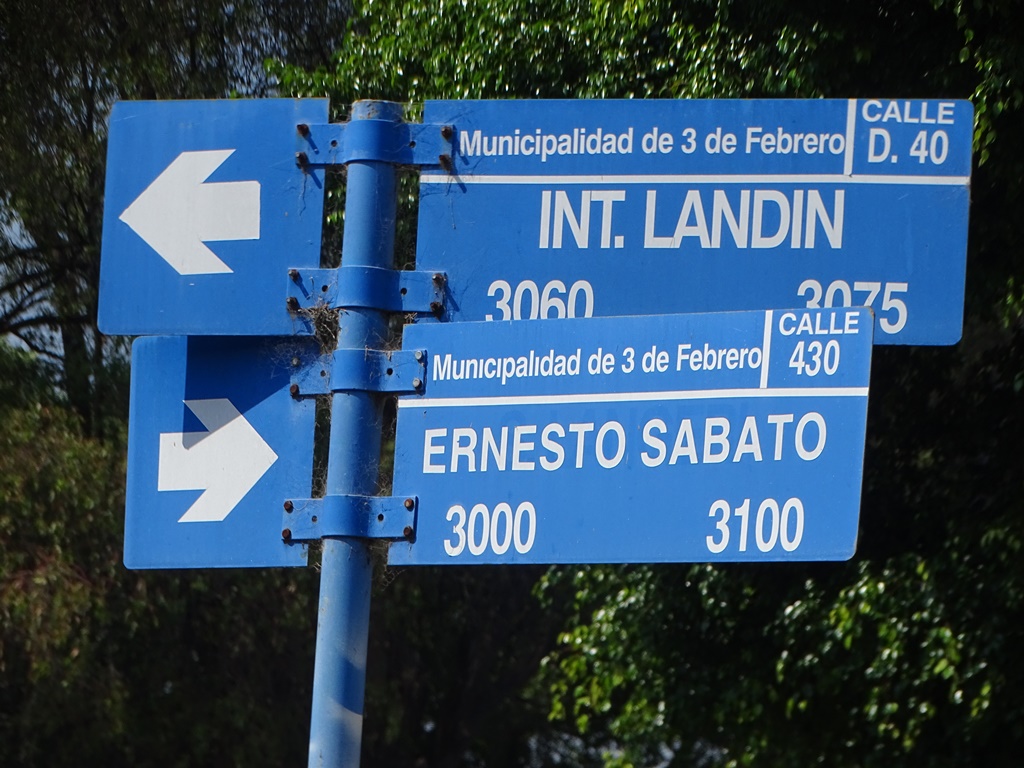 Municipalidad de 3 de Febrero
CALLE
D. 40
INT. LANDIN
3060 3075
Municipalidad de 3 de Febrero
CALLE
430
ERNESTO SABATO
3000 3100